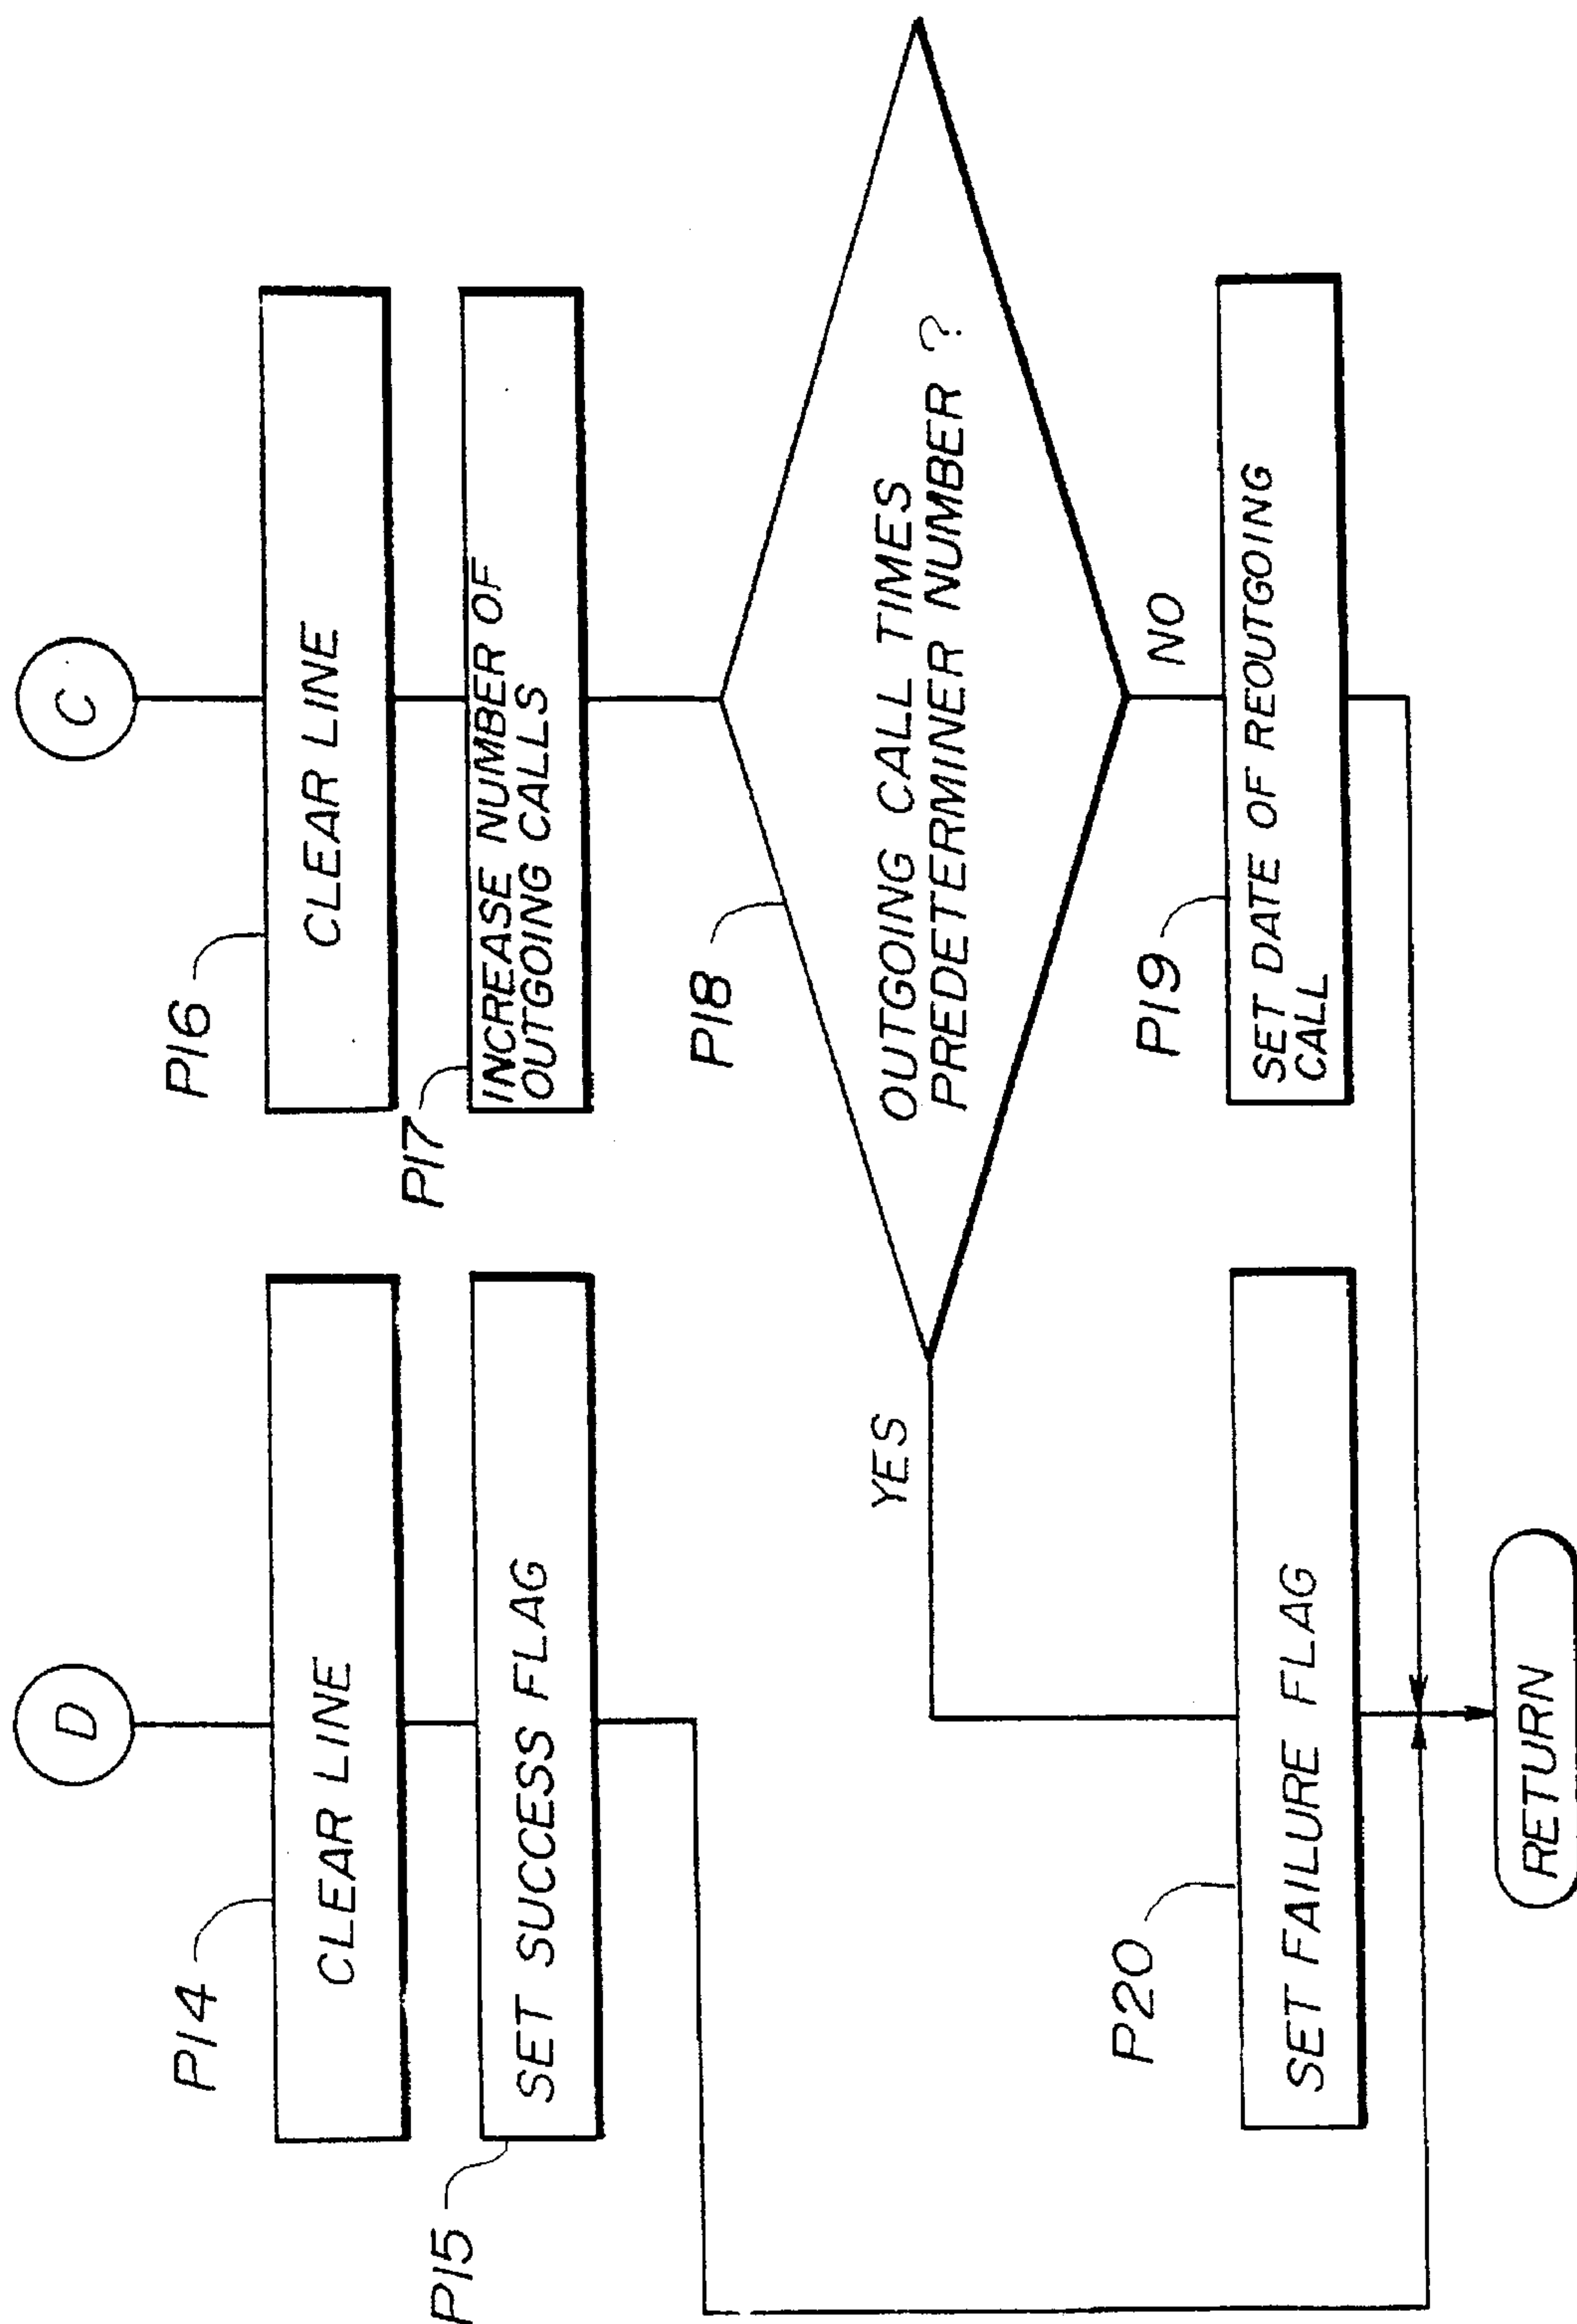 D
P14
CLEAR LINE
P15
SET SUCCESS FLAG
C
P16
CLEAR LINE
P17
INCREASE NUMBER OF
OUTGOING CALLS
P18
OUTGOING CALL TIMES
PREDETERMINER NUMBER ?
YES
NO
P19
SET DATE OF REOUTGOING
CALL
P20
SET FAILURE FLAG
RETURN